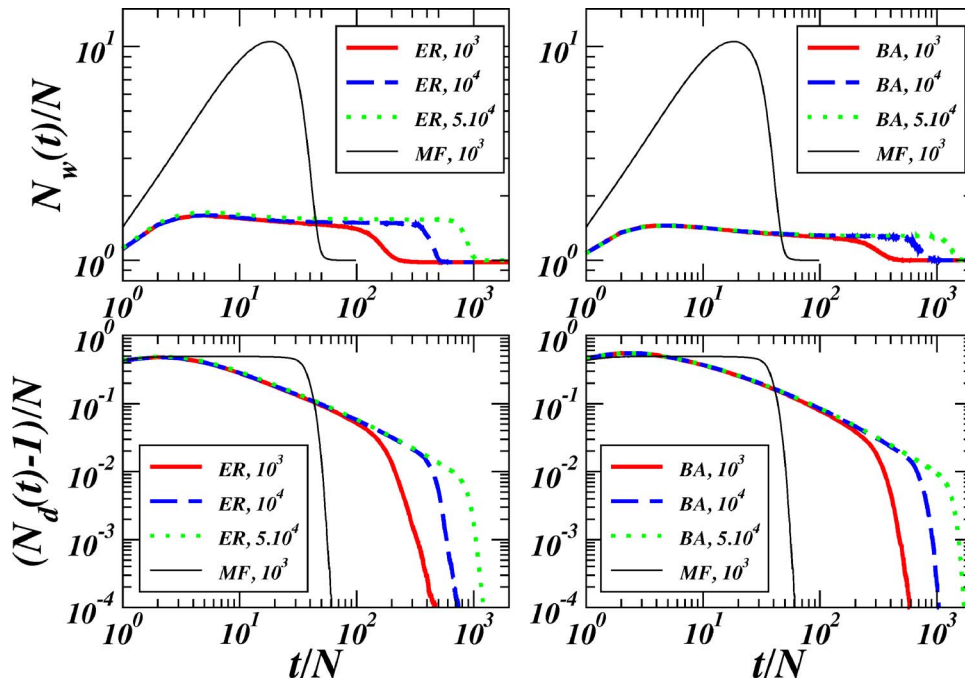 N_w(t)/N
10^1
10^0
ER, 10^3
ER, 10^4
ER, 5.10^4
MF, 10^3
10^0 10^1 10^2 10^3
10^1
10^0
BA, 10^3
BA, 10^4
BA, 5.10^4
MF, 10^3
10^0 10^1 10^2 10^3
(N_d(t)-1)/N
10^0
10^-1
10^-2
10^-3
10^-4
ER, 10^3
ER, 10^4
ER, 5.10^4
MF, 10^3
10^0 10^1 10^2 10^3
t/N
10^0
10^-1
10^-2
10^-3
10^-4
BA, 10^3
BA, 10^4
BA, 5.10^4
MF, 10^3
10^0 10^1 10^2 10^3
t/N